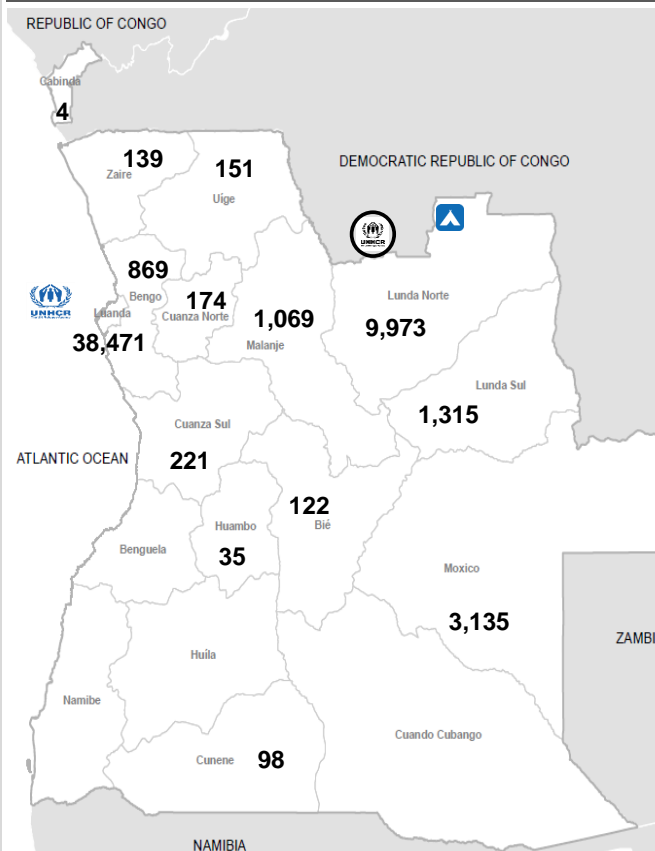 REPUBLIC OF CONGO
Cabinda
4
139
Zaire
151
Uige
DEMOCRATIC REPUBLIC OF CONGO
UNHCR
869
Bengo
174
Cuanza Norte
1,069
Malanje
Lunda Norte
9,973
UNHCR
Luanda
38,471
Lunda Sul
1,315
Cuanza Sul
221
ATLANTIC OCEAN
122
Bié
Huambo
35
Benguela
Moxico
3,135
ZAMBI
Huíla
Namibe
Cuando Cubango
Cunene
98
NAMIBIA